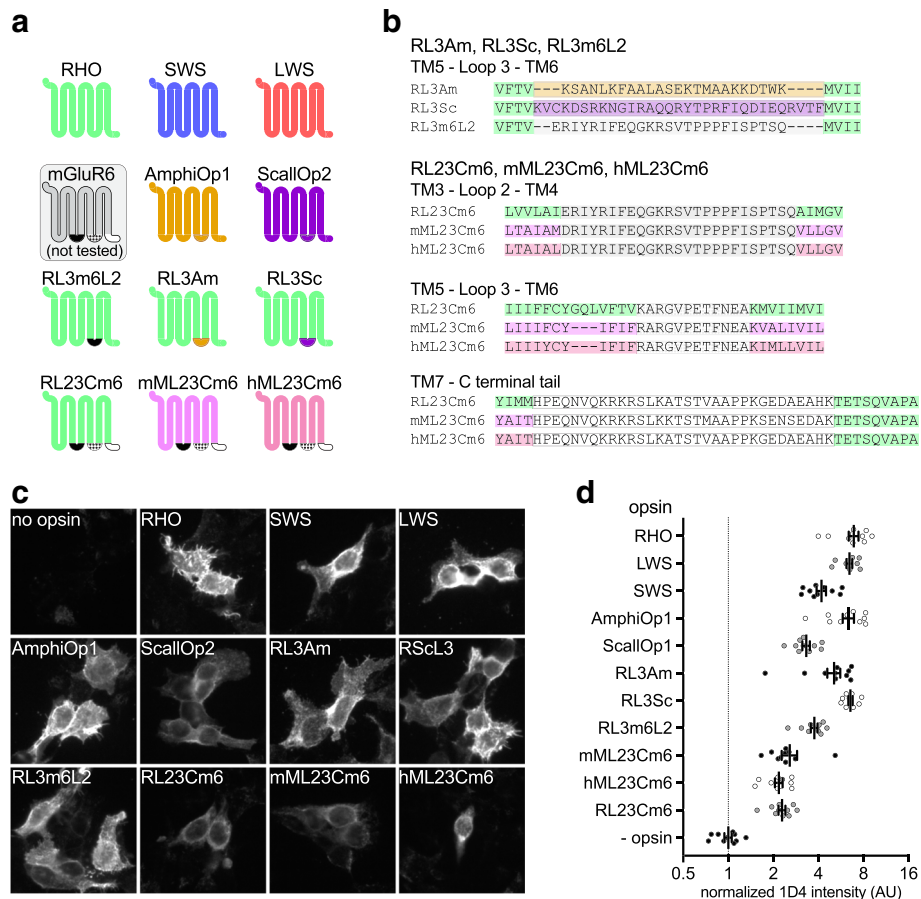 a
RHO SWS LWS
mGluR6 AmphiOp1 ScallOp2
(not tested)
RL3m6L2 RL3Am RL3Sc
RL23Cm6 mML23Cm6 hML23Cm6
b
RL3Am, RL3Sc, RL3m6L2
TM5 - Loop 3 - TM6
RL3Am VFTV---KSANLKFAALASEKTMAAKKDTWK----MVII
RL3Sc VFTVKVCKDSRKNGIRAQQRYTPRFIQDIEQRVTFMVII
RL3m6L2 VFTV--ERIYRIFEQGKRSVTPPPFISPTSQ----MVII
RL23Cm6, mML23Cm6, hML23Cm6
TM3 - Loop 2 - TM4
RL23Cm6 LVVLAIERIYRIFEQGKRSVTPPPFISPTSQAIMGV
mML23Cm6 LTAIAMDRIYRIFEQGKRSVTPPPFISPTSQVLLGV
hML23Cm6 LTAIALDRIYRIFEQGKRSVTPPPFISPTSQVLLGV
TM5 - Loop 3 - TM6
RL23Cm6 IIIFFCYGQLVFTVKARGVPETFNEAKMVIIMVI
mML23Cm6 LIIIFCY---IFIFRARGVPETFNEAKVALIVIL
hML23Cm6 LIIIYCY---IFIFRARGVPETFNEAKIMLLVIL
TM7 - C terminal tail
RL23Cm6 YIMMHPEQNVQKRKRSLKATSTVAAPPKGEDAEAHKTETSQVAPA
mML23Cm6 YAITHPEQNVQKRKRSLKKTSTMAAPPKSENSEDAKTETSQVAPA
hML23Cm6 YAITHPEQNVQKRKRSLKATSTVAAPPKGEDAEAHKTETSQVAPA
c
no opsin RHO SWS LWS
AmphiOp1 ScallOp2 RL3Am RScL3
RL3m6L2 RL23Cm6 mML23Cm6 hML23Cm6
d
opsin
RHO
LWS
SWS
AmphiOp1
ScallOp1
RL3Am
RL3Sc
RL3m6L2
mML23Cm6
hML23Cm6
RL23Cm6
- opsin
0.5 1 2 4 8 16
normalized 1D4 intensity (AU)